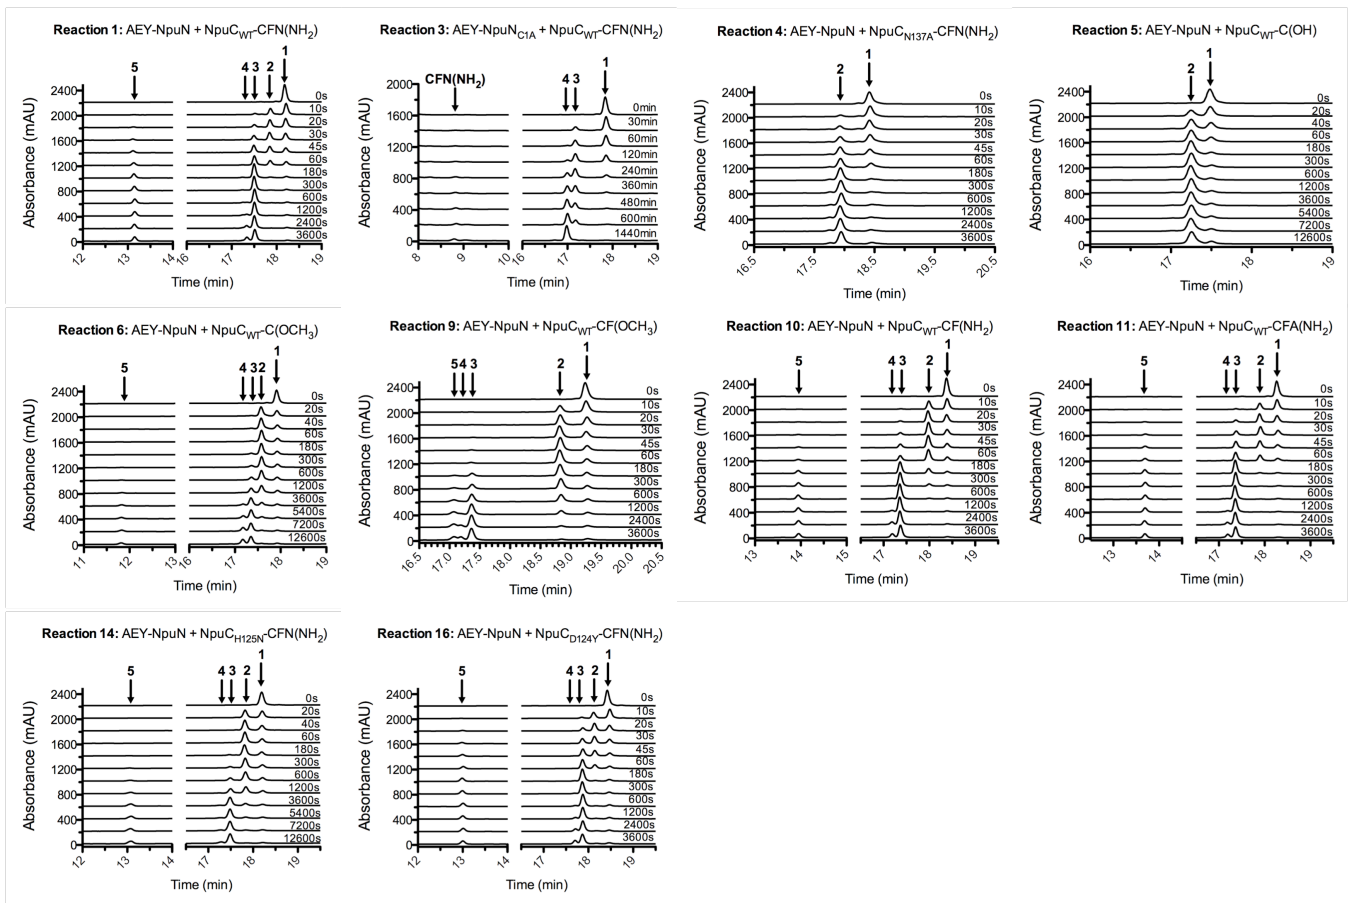 Reaction 1: AEY-NpuN + NpuCWT-CFN(NH2)
5 4 3 2 1
Absorbance (mAU)
2400
2000
1600
1200
800
400
0
0s
10s
20s
30s
45s
60s
180s
300s
600s
1200s
2400s
3600s
12 13 14 16 17 18 19
Time (min)
Reaction 3: AEY-NpuNC1A + NpuCWT-CFN(NH2)
CFN(NH2) 4 3 1
Absorbance (mAU)
2000
1600
1200
800
400
0
0min
30min
60min
120min
240min
360min
480min
600min
1440min
8 9 10 16 17 18 19
Time (min)
Reaction 4: AEY-NpuN + NpuCN137A-CFN(NH2)
2 1
Absorbance (mAU)
2400
2000
1600
1200
800
400
0
0s
10s
20s
30s
45s
60s
180s
300s
600s
1200s
2400s
3600s
16.5 17.5 18.5 19.5 20.5
Time (min)
Reaction 5: AEY-NpuN + NpuCWT-C(OH)
2 1
Absorbance (mAU)
2400
2000
1600
1200
800
400
0
0s
20s
40s
60s
180s
300s
600s
1200s
3600s
5400s
7200s
12600s
16 17 18 19
Time (min)
Reaction 6: AEY-NpuN + NpuCWT-C(OCH3)
5 4 3 2 1
Absorbance (mAU)
2400
2000
1600
1200
800
400
0
0s
20s
40s
60s
180s
300s
600s
1200s
3600s
5400s
7200s
12600s
11 12 13 16 17 18 19
Time (min)
Reaction 9: AEY-NpuN + NpuCWT-CF(OCH3)
5 4 3 2 1
Absorbance (mAU)
2400
2000
1600
1200
800
400
0
0s
10s
20s
30s
45s
60s
180s
300s
600s
1200s
2400s
3600s
16.5 17.0 17.5 18.0 18.5 19.0 19.5 20.0 20.5
Time (min)
Reaction 10: AEY-NpuN + NpuCWT-CF(NH2)
5 4 3 2 1
Absorbance (mAU)
2400
2000
1600
1200
800
400
0
0s
10s
20s
30s
45s
60s
180s
300s
600s
1200s
2400s
3600s
13 14 15 17 18 19 20
Time (min)
Reaction 11: AEY-NpuN + NpuCWT-CFA(NH2)
5 4 3 2 1
Absorbance (mAU)
2400
2000
1600
1200
800
400
0
0s
10s
20s
30s
45s
60s
180s
300s
600s
1200s
2400s
3600s
13 14 17 18 19
Time (min)
Reaction 14: AEY-NpuN + NpuCH125N-CFN(NH2)
5 4 3 2 1
Absorbance (mAU)
2400
2000
1600
1200
800
400
0
0s
20s
40s
60s
180s
300s
600s
1200s
3600s
5400s
7200s
12600s
12 13 14 17 18 19
Time (min)
Reaction 16: AEY-NpuN + NpuCD124Y-CFN(NH2)
5 4 3 2 1
Absorbance (mAU)
2400
2000
1600
1200
800
400
0
0s
10s
20s
30s
45s
60s
180s
300s
600s
1200s
2400s
3600s
12 13 14 17 18 19
Time (min)